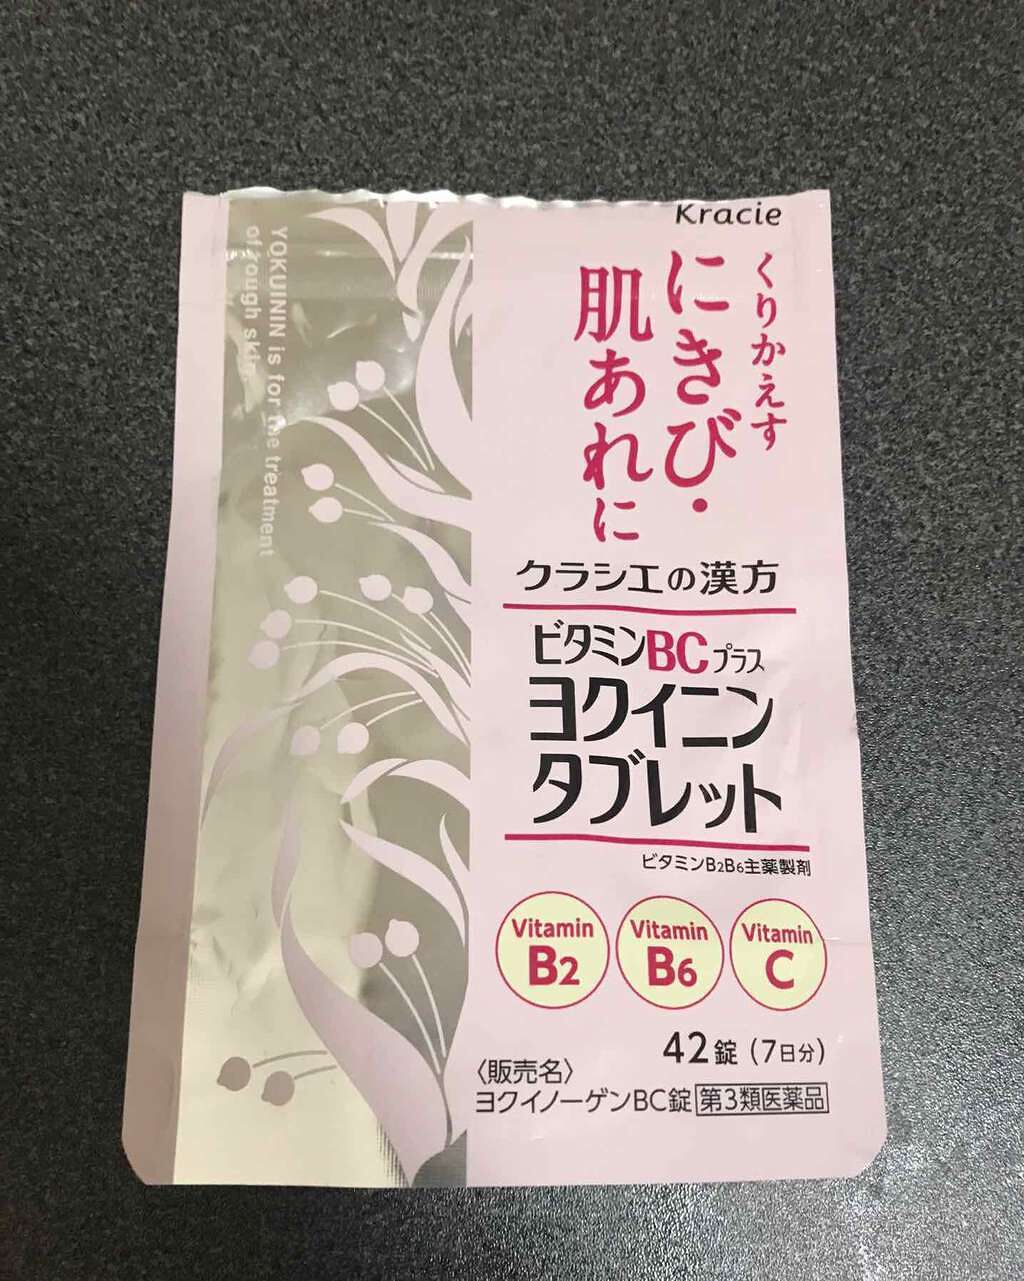 Kracie
くりかえす
にきび・
肌あれに
クラシエの漢方
ビタミンBCプラス
ヨクイニン
タブレット
ビタミンB2B6主薬製剤
Vitamin
B2
Vitamin
B6
Vitamin
C
42錠(7日分)
〈販売名〉
ヨクイノーゲンBC錠 第3類医薬品
YOKUININ is for the treatment
of rough skin.